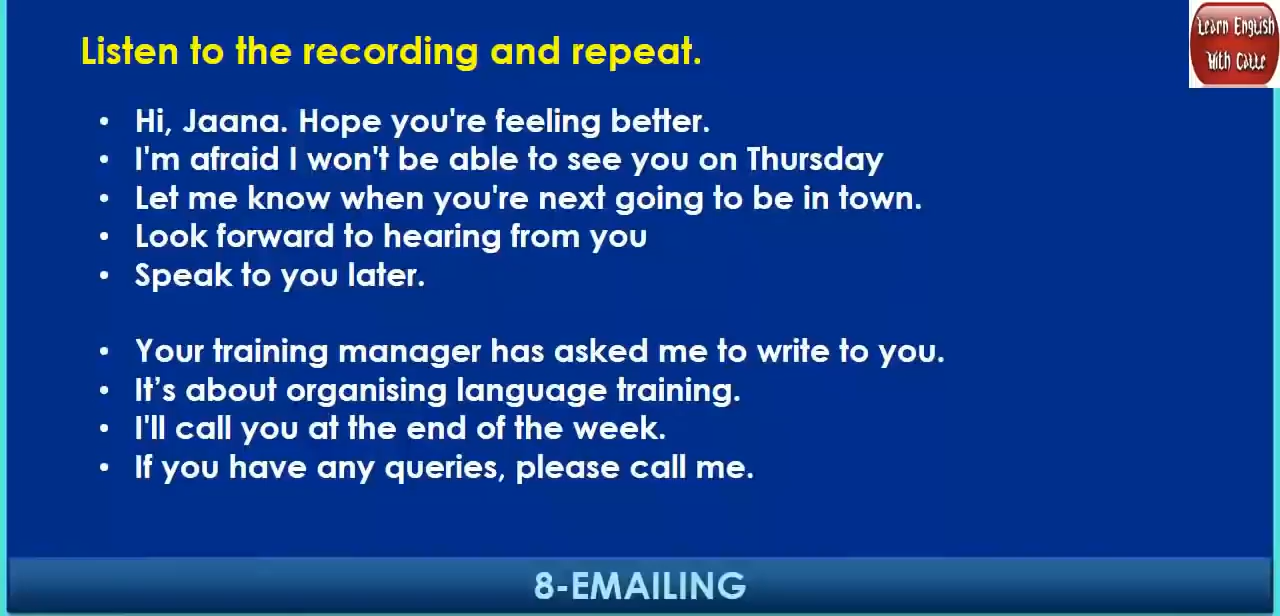 Learn English
With Catle
Listen to the recording and repeat.
• Hi, Jaana. Hope you're feeling better.
• I'm afraid I won't be able to see you on Thursday
• Let me know when you're next going to be in town.
• Look forward to hearing from you
• Speak to you later.
• Your training manager has asked me to write to you.
• It’s about organising language training.
• I'll call you at the end of the week.
• If you have any queries, please call me.
8-EMAILING